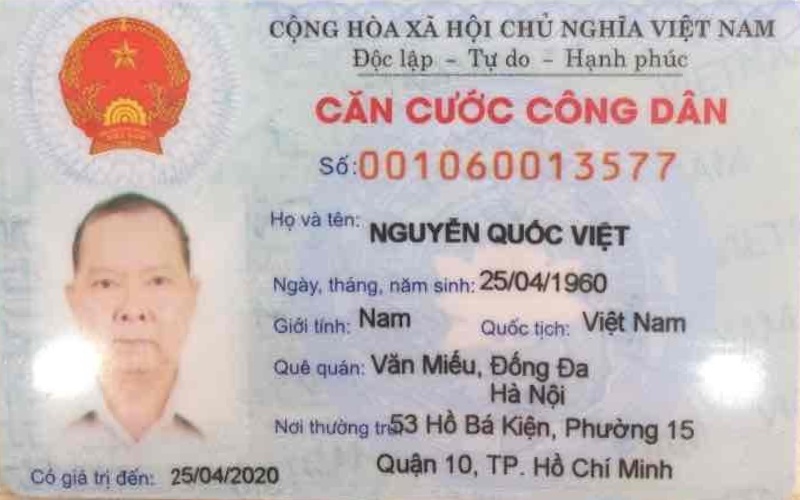 CỘNG HÒA XÃ HỘI CHỦ NGHĨA VIỆT NAM
Độc lập - Tự do - Hạnh phúc
CĂN CƯỚC CÔNG DÂN
Số: 001060013577
Họ và tên: NGUYỄN QUỐC VIỆT
Ngày, tháng, năm sinh: 25/04/1960
Giới tính: Nam Quốc tịch: Việt Nam
Quê quán: Văn Miếu, Đống Đa
Hà Nội
Nơi thường trú: 53 Hồ Bá Kiện, Phường 15
Quận 10, TP. Hồ Chí Minh
Có giá trị đến: 25/04/2020